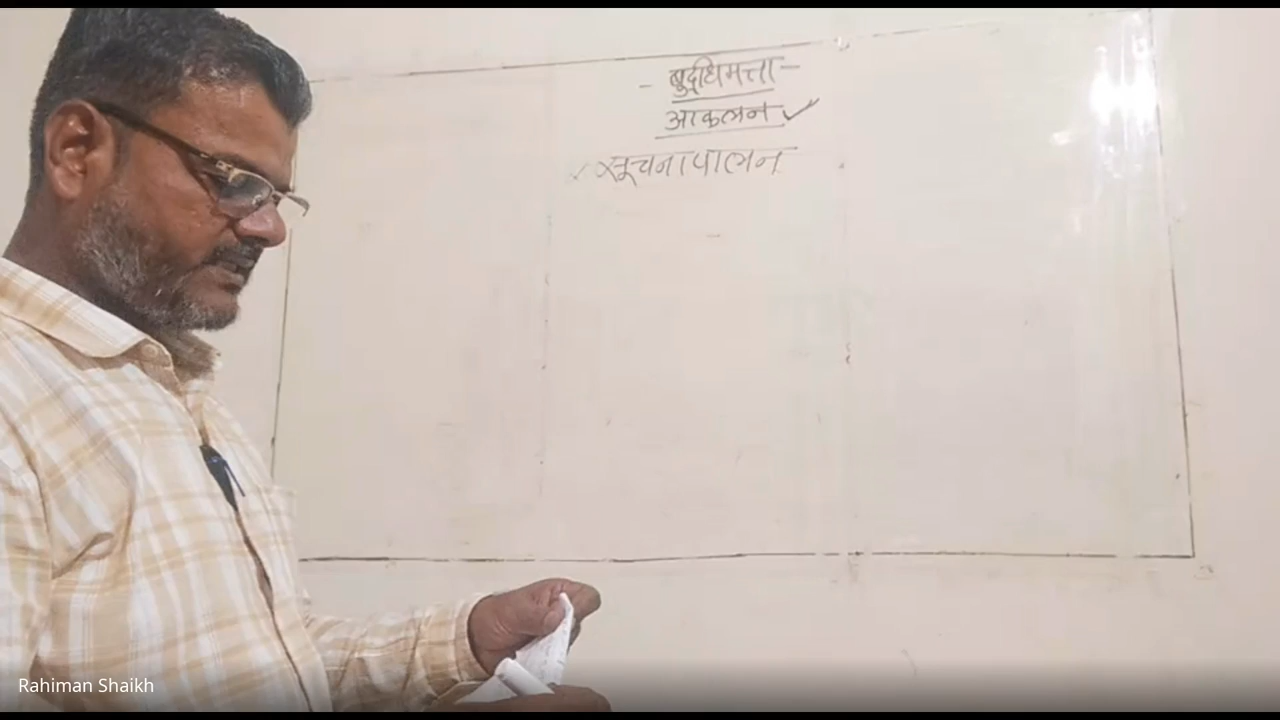 - बुद्धिमत्ता -
आकलन ✓
सूचनापालन
Rahiman Shaikh